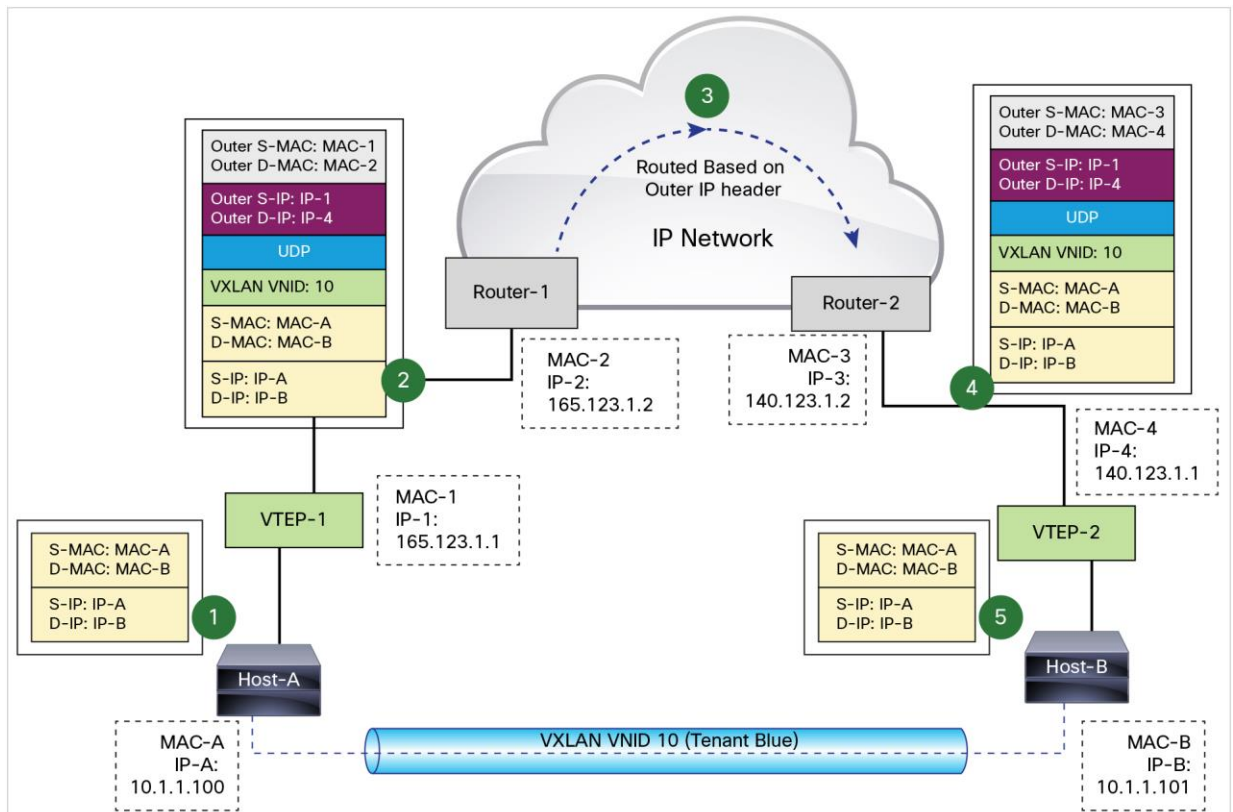 3
Routed Based on
Outer IP header
IP Network
Outer S-MAC: MAC-1
Outer D-MAC: MAC-2
Outer S-IP: IP-1
Outer D-IP: IP-4
UDP
VXLAN VNID: 10
S-MAC: MAC-A
D-MAC: MAC-B
S-IP: IP-A
D-IP: IP-B
2
Router-1
MAC-2
IP-2:
165.123.1.2
Router-2
MAC-3
IP-3:
140.123.1.2
Outer S-MAC: MAC-3
Outer D-MAC: MAC-4
Outer S-IP: IP-1
Outer D-IP: IP-4
UDP
VXLAN VNID: 10
S-MAC: MAC-A
D-MAC: MAC-B
S-IP: IP-A
D-IP: IP-B
4
MAC-4
IP-4:
140.123.1.1
VTEP-1
MAC-1
IP-1:
165.123.1.1
S-MAC: MAC-A
D-MAC: MAC-B
S-IP: IP-A
D-IP: IP-B
1
Host-A
MAC-A
IP-A:
10.1.1.100
VTEP-2
S-MAC: MAC-A
D-MAC: MAC-B
S-IP: IP-A
D-IP: IP-B
5
Host-B
VXLAN VNID 10 (Tenant Blue)
MAC-B
IP-B:
10.1.1.101